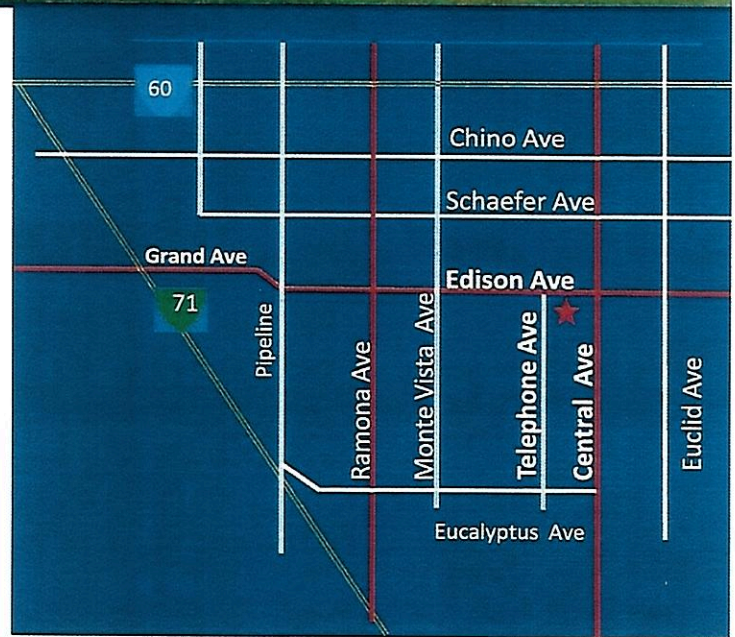 60
Chino Ave
Schaefer Ave
Grand Ave
Edison Ave
71
Pipeline
Ramona Ave
Monte Vista Ave
Telephone Ave
Central Ave
Euclid Ave
Eucalyptus Ave